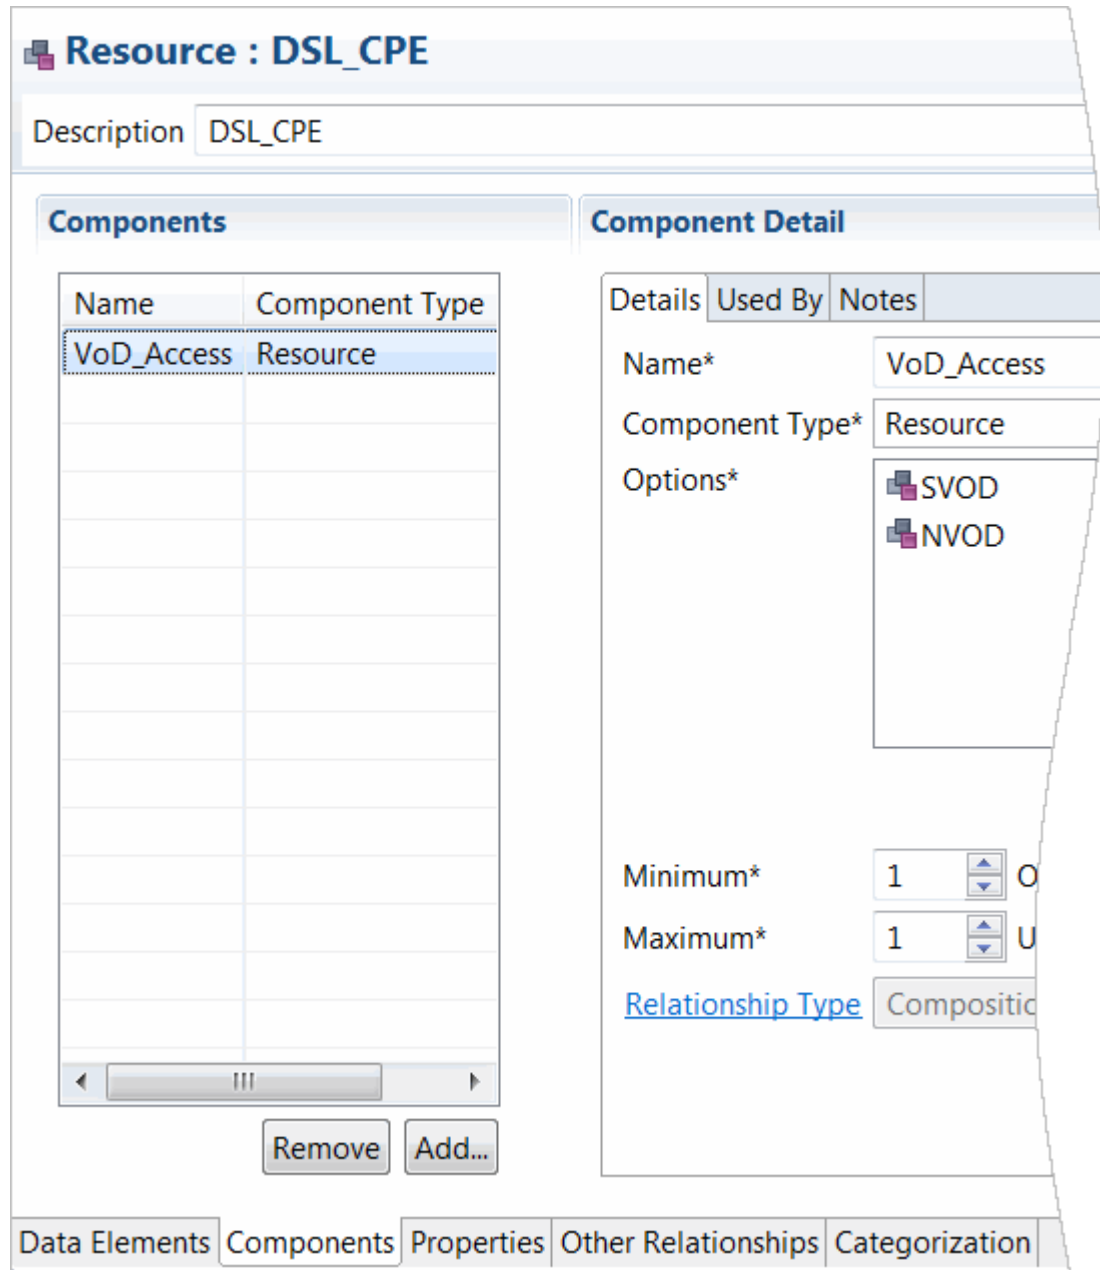 Resource : DSL_CPE
Description DSL_CPE
Components
Component Detail
Name Component Type
VoD_Access Resource
Details Used By Notes
Name* VoD_Access
Component Type* Resource
Options* SVOD
NVOD
Minimum* 1
Maximum* 1
Relationship Type
Remove Add...
Data Elements Components Properties Other Relationships Categorization